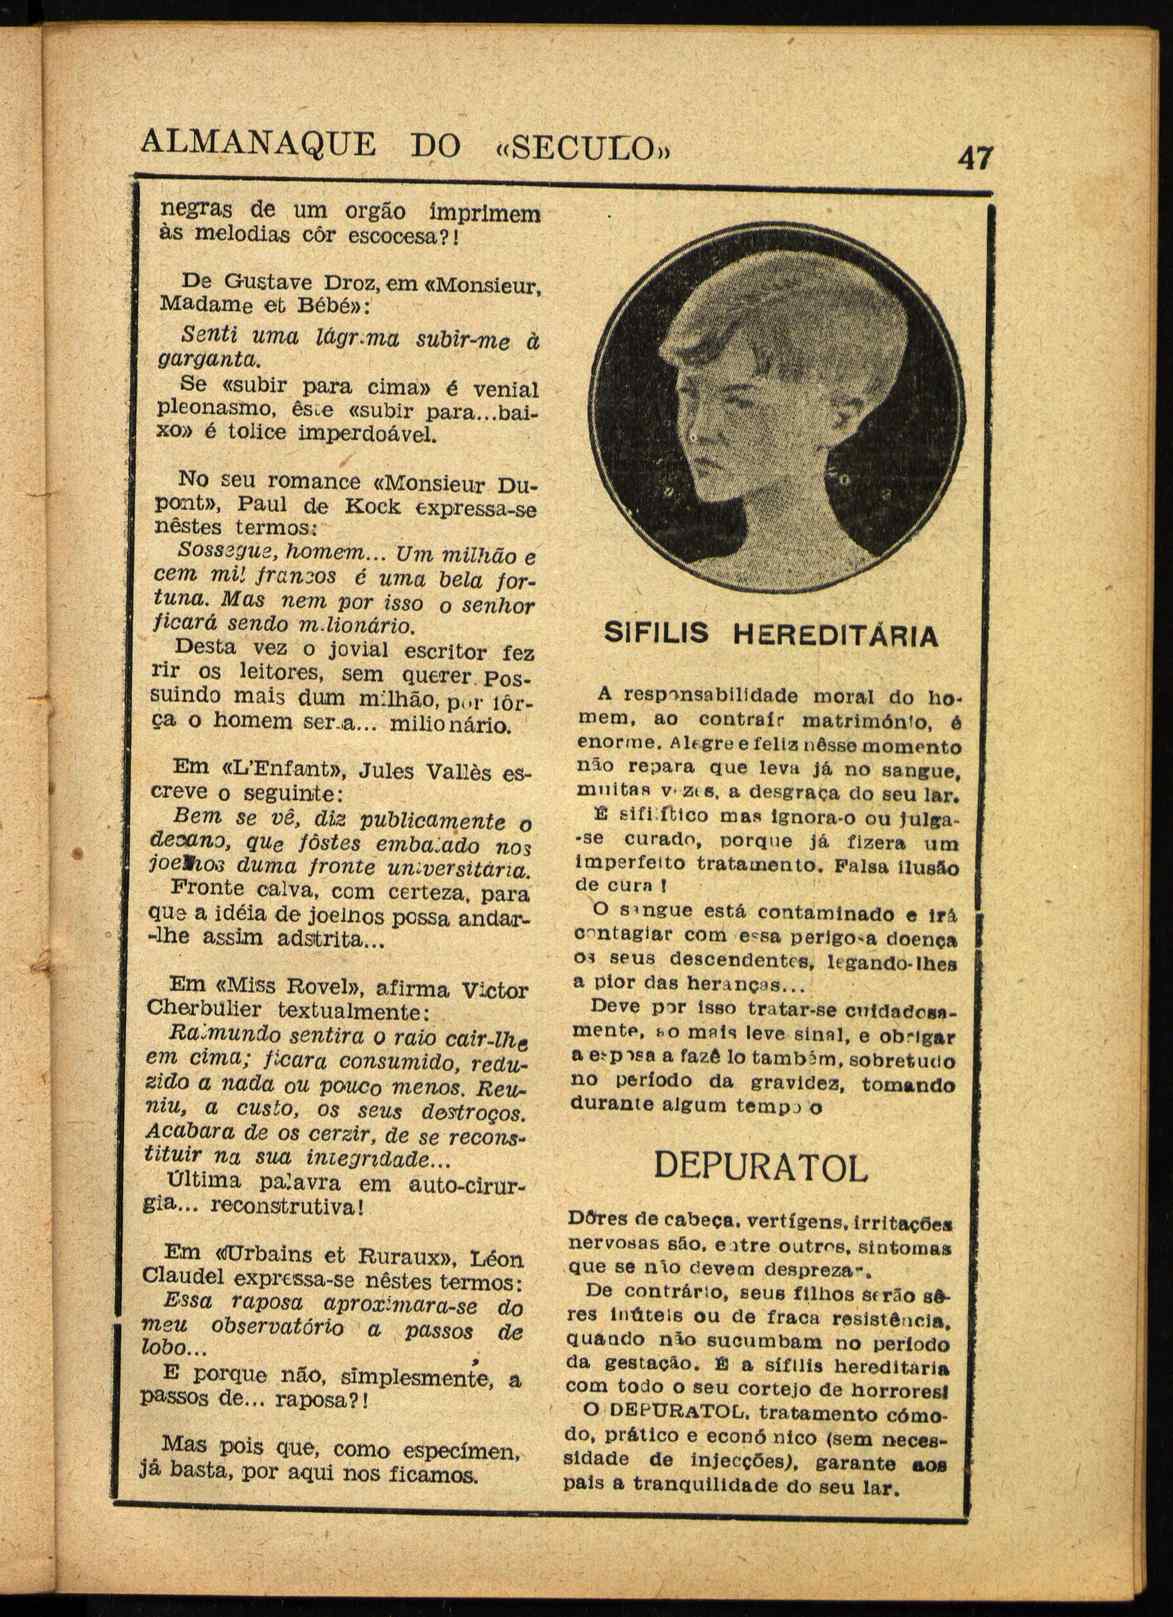 ALMANAQUE DO «SECULO»
47
negras de um orgão imprimem
às melodias côr escocesa?!
De Gustave Droz, em «Monsieur,
Madame et Bébé»:
Senti uma lágrima subir-me à
garganta.
Se «subir para cima» é venial
pleonasmo, êste «subir para...bai-
xo» é tolice imperdoável.
No seu romance «Monsieur Du-
pont», Paul de Kock expressa-se
nêstes termos:
Sossegue, homem... Um milhão e
cem mil francos é uma bela for-
tuna. Mas nem por isso o senhor
ficará sendo milionário.
Desta vez o jovial escritor fez
rir os leitores, sem querer. Pos-
suindo mais dum milhão, por fôr-
ça o homem seria... milionário.
Em «L'Enfant», Jules Vallès es-
creve o seguinte:
Bem se vê, diz publicamente o
decano, que fôstes embalado nos
joelhos duma fronte universitária.
Fronte calva, com certeza, para
que a idéia de joelhos possa andar-
-lhe assim adstrita...
Em «Miss Rovel», afirma Victor
Cherbulier textualmente:
Raimundo sentira o raio cair-lhe
em cima; ficara consumido, redu-
zido a nada ou pouco menos. Reu-
niu, a custo, os seus destroços.
Acabara de os cerzir, de se recons-
tituir na sua integridade...
Última palavra em auto-cirur-
gia... reconstrutiva!
Em «Urbains et Ruraux», Léon
Claudel expressa-se nêstes termos:
Essa raposa aproximara-se do
meu observatório a passos de
lobo...
E porque não, simplesmente, a
passos de... raposa?!
Mas pois que, como especímen,
já basta, por aqui nos ficamos.
SIFILIS HEREDITÁRIA
A responsabilidade moral do ho-
mem, ao contrair matrimónio, é
enorme. Alegre e feliz nêsse momento
não repara que leva já no sangue,
muitas vezes, a desgraça do seu lar.
É sifilítico mas ignora-o ou julga-
-se curado, porque já fizera um
imperfeito tratamento. Falsa ilusão
de cura!
O sangue está contaminado e irá
contagiar com essa perigosa doença
os seus descendentes, legando-lhes
a pior das heranças...
Deve por isso tratar-se cuidadosa-
mente, ao mais leve sinal, e obrigar
a esposa a fazê lo também, sobretudo
no período da gravidez, tomando
durante algum tempo o
DEPURATOL
Dôres de cabeça, vertígens, irritações
nervosas são, entre outros, sintomas
que se não devem desprezar.
De contrário, seus filhos serão sê-
res inúteis ou de fraca resistência,
quando não sucumbam no período
da gestação. É a sífilis hereditária
com todo o seu cortejo de horrores!
O DEPURATOL, tratamento cómo-
do, prático e económico (sem neces-
sidade de injecções), garante aos
pais a tranquilidade do seu lar.